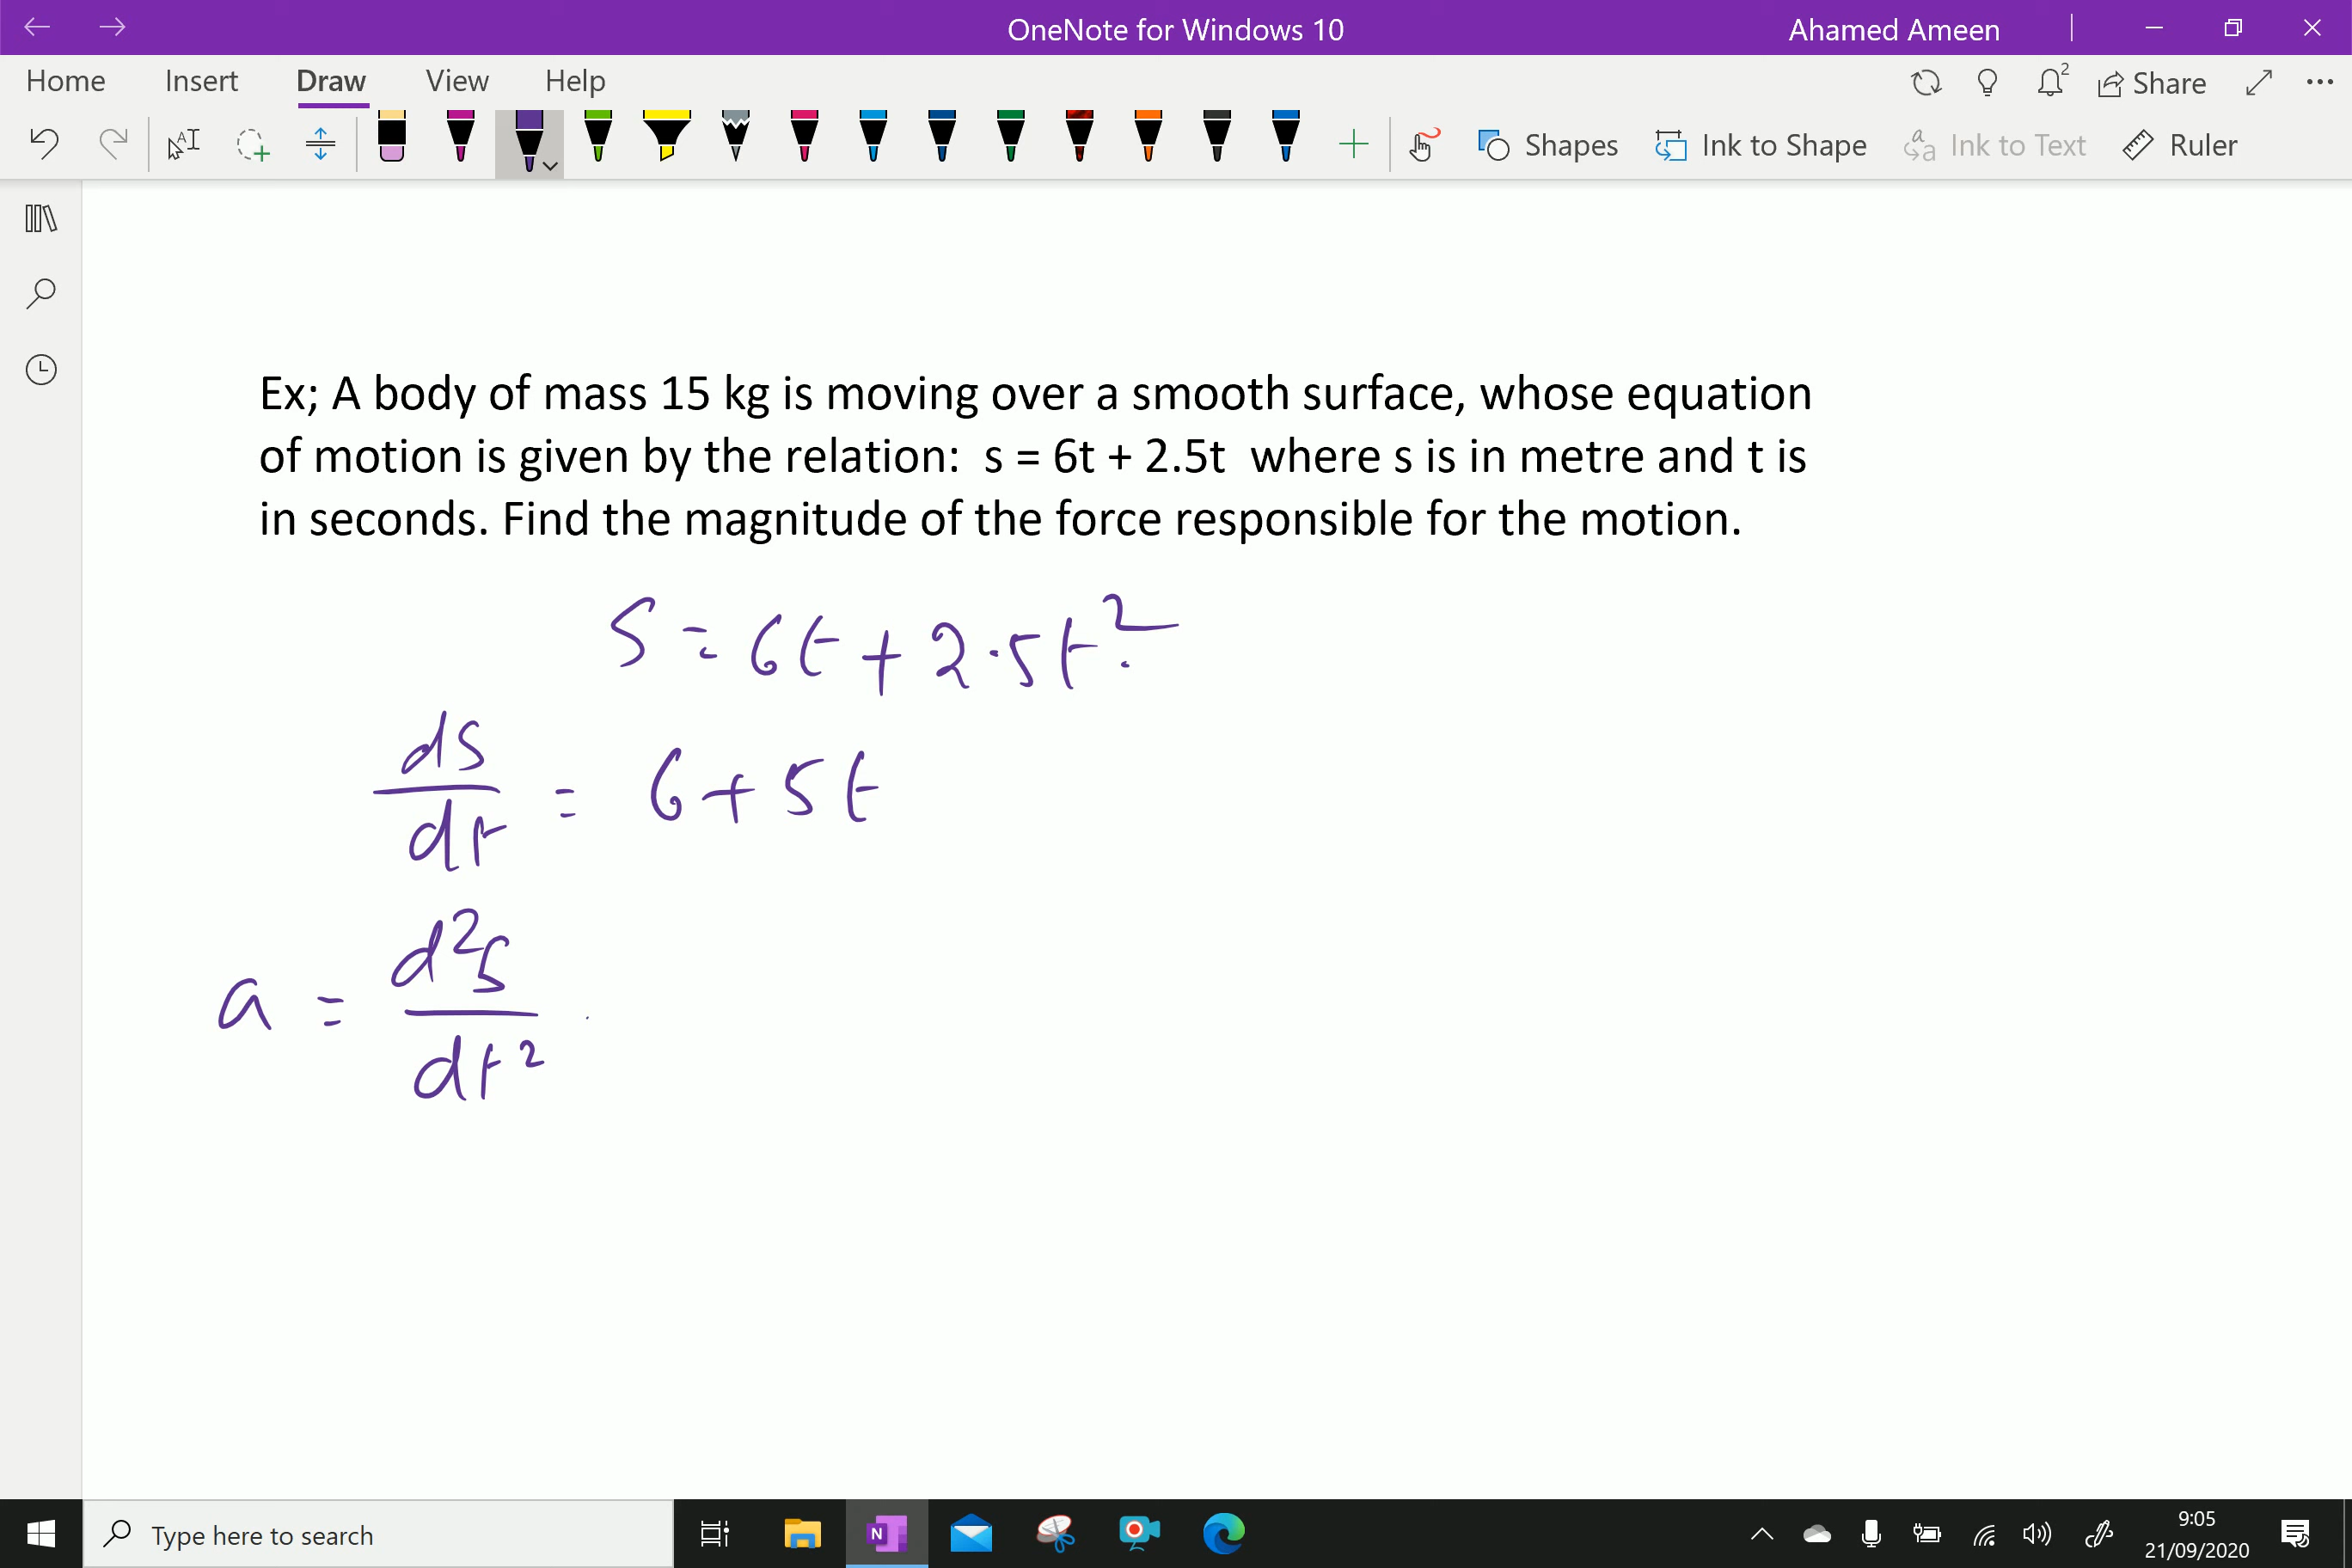 OneNote for Windows 10
Ahamed Ameen
Home Insert Draw View Help
2 Share
Shapes Ink to Shape Ink to Text Ruler
Ex; A body of mass 15 kg is moving over a smooth surface, whose equation
of motion is given by the relation: s = 6t + 2.5t where s is in metre and t is
in seconds. Find the magnitude of the force responsible for the motion.
S = 6t + 2.5t²
ds/dt = 6 + 5t
a = d²s/dt²
Type here to search
9:05
21/09/2020